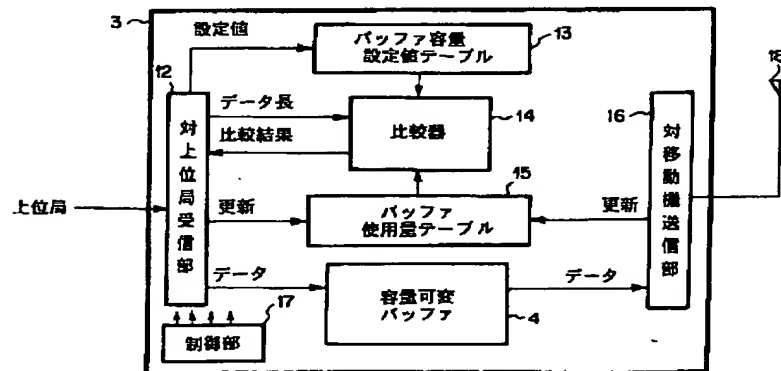 3
設定値
バッファ容量
設定値テーブル
13
12
データ長
比較結果
比較器
14
16
対上位局受信部
対移動機送信部
上位局
15
更新
バッファ
使用量テーブル
更新
データ
容量可変
バッファ
データ
4
17
制御部